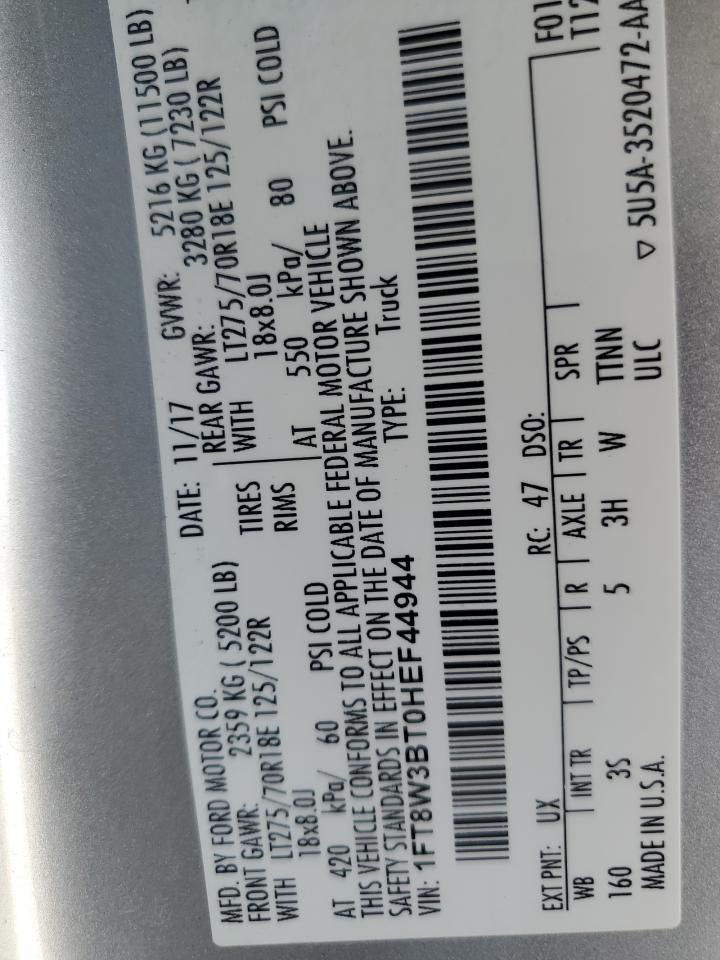 MFD. BY FORD MOTOR CO.
DATE: 11/17 GVWR: 5216 KG (11500 LB)
FRONT GAWR: 2359 KG ( 5200 LB)
REAR GAWR: 3280 KG ( 7230 LB)
WITH LT275/70R18E 125/122R
TIRES WITH LT275/70R18E 125/122R
18x8.0J
RIMS 18x8.0J
AT 420 kPa/ 60 PSI COLD
AT 550 kPa/ 80 PSI COLD
THIS VEHICLE CONFORMS TO ALL APPLICABLE FEDERAL MOTOR VEHICLE
SAFETY STANDARDS IN EFFECT ON THE DATE OF MANUFACTURE SHOWN ABOVE.
VIN: 1FT8W3BT0HEF44944
TYPE: Truck
EXT PNT: UX RC: 47 DSO:
WB INT TR TP/PS R AXLE TR SPR
160 3S 5 3H W TTNN
MADE IN U.S.A. ULC
F01
T12
▽ 5U5A-3520472-AA